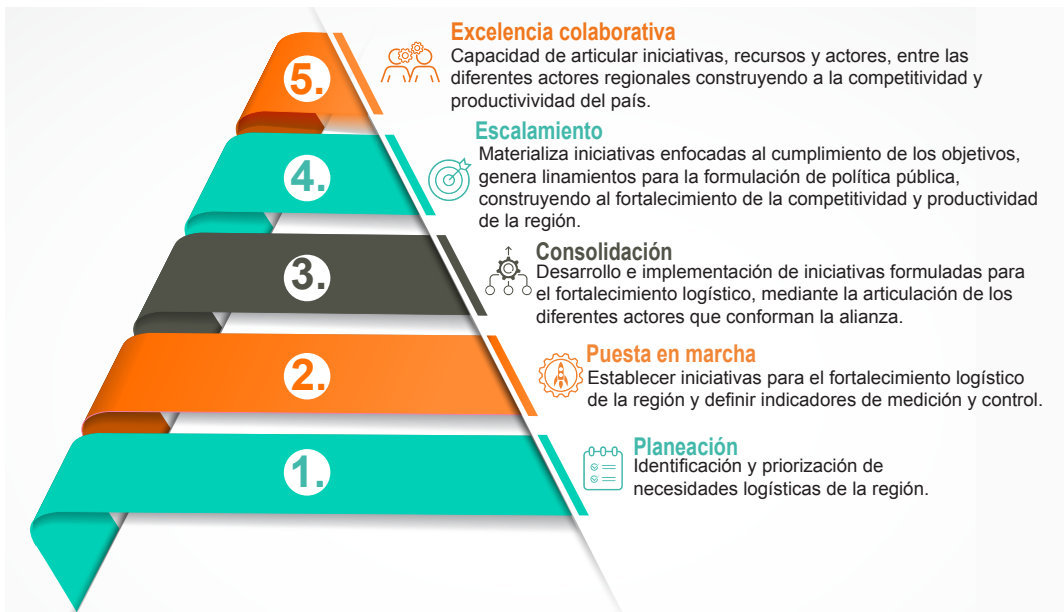 5.
Excelencia colaborativa
Capacidad de articular iniciativas, recursos y actores, entre las
diferentes actores regionales construyendo a la competitividad y
productivividad del país.
4.
Escalamiento
Materializa iniciativas enfocadas al cumplimiento de los objetivos,
genera linamientos para la formulación de política pública,
construyendo al fortalecimiento de la competitividad y productividad
de la región.
3.
Consolidación
Desarrollo e implementación de iniciativas formuladas para
el fortalecimiento logístico, mediante la articulación de los
diferentes actores que conforman la alianza.
2.
Puesta en marcha
Establecer iniciativas para el fortalecimiento logístico
de la región y definir indicadores de medición y control.
1.
Planeación
Identificación y priorización de
necesidades logísticas de la región.